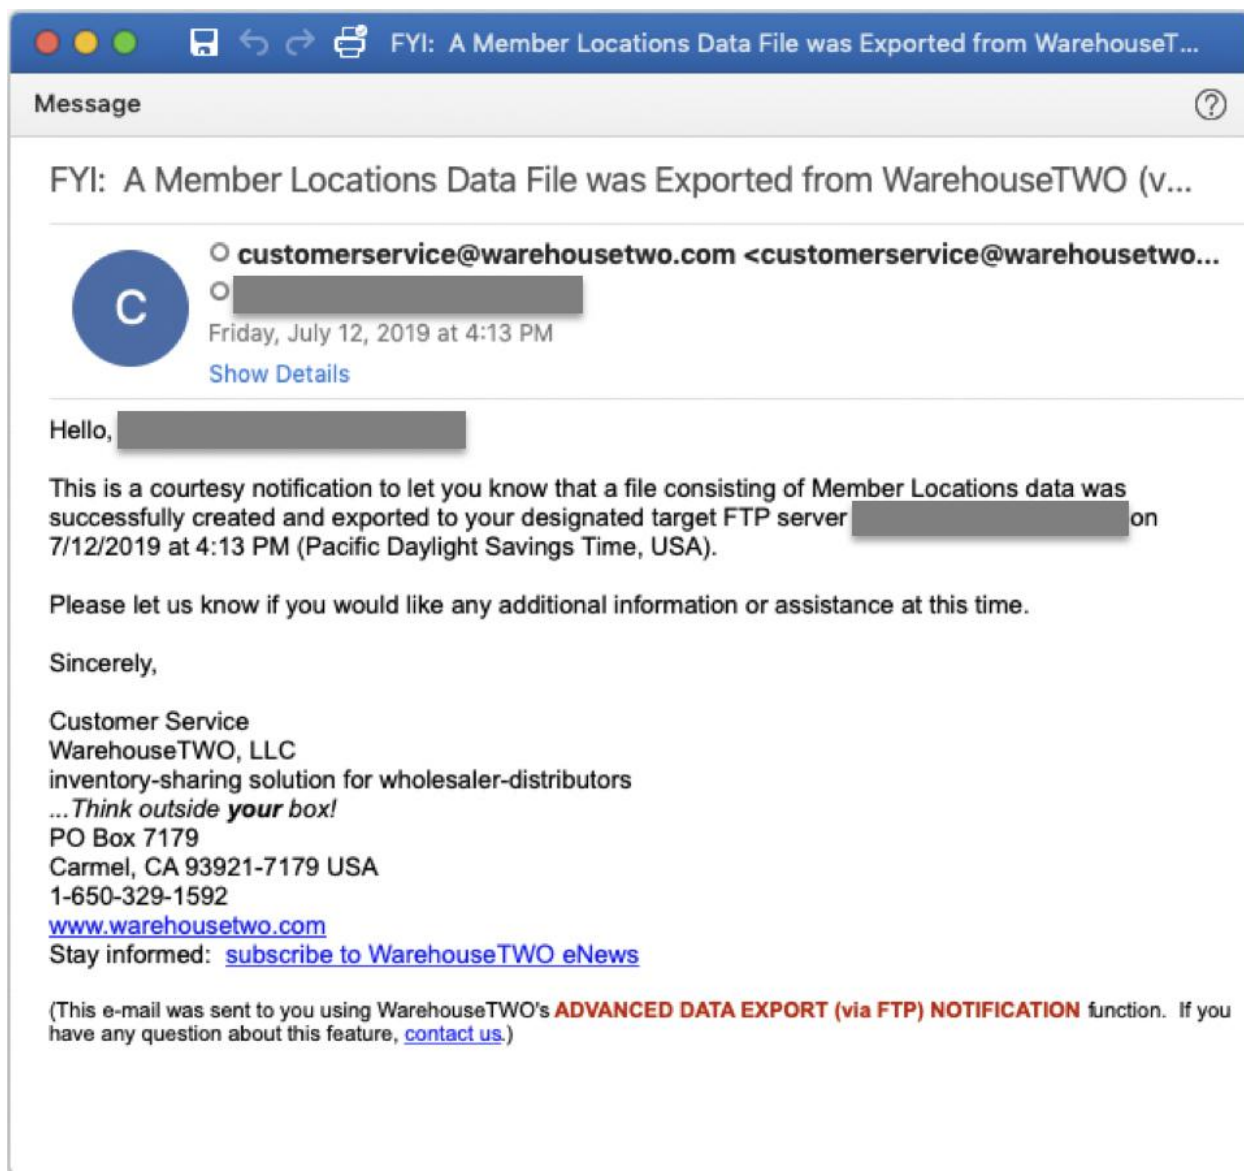 FYI: A Member Locations Data File was Exported from WarehouseT...
Message
FYI: A Member Locations Data File was Exported from WarehouseTWO (v...
C
customerservice@warehousetwo.com <customerservice@warehousetwo...
Friday, July 12, 2019 at 4:13 PM
Show Details
Hello,
This is a courtesy notification to let you know that a file consisting of Member Locations data was
successfully created and exported to your designated target FTP server on
7/12/2019 at 4:13 PM (Pacific Daylight Savings Time, USA).
Please let us know if you would like any additional information or assistance at this time.
Sincerely,
Customer Service
WarehouseTWO, LLC
inventory-sharing solution for wholesaler-distributors
...Think outside your box!
PO Box 7179
Carmel, CA 93921-7179 USA
1-650-329-1592
www.warehousetwo.com
Stay informed: subscribe to WarehouseTWO eNews
(This e-mail was sent to you using WarehouseTWO's ADVANCED DATA EXPORT (via FTP) NOTIFICATION function. If you
have any question about this feature, contact us.)